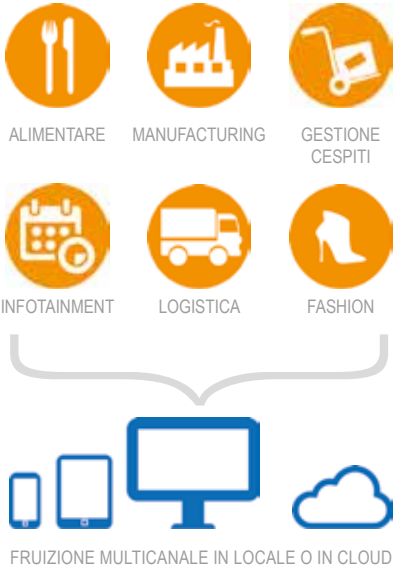 ALIMENTARE
MANUFACTURING
GESTIONE
CESPITI
INFOTAINMENT
LOGISTICA
FASHION
FRUIZIONE MULTICANALE IN LOCALE O IN CLOUD